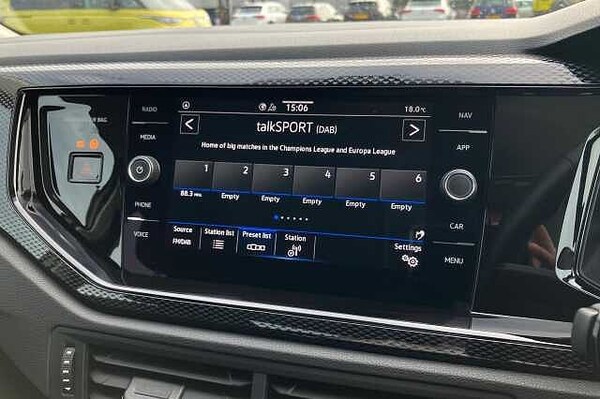 RADIO
MEDIA
PHONE
VOICE
15:06
18.0 °C
< talkSPORT (DAB) >
Home of big matches in the Champions League and Europa League
1 2 3 4 5 6
88.3 MHz Empty Empty Empty Empty Empty
Source Station list Preset list Station Settings
FM/DAB
NAV
APP
CAR
MENU
BAG